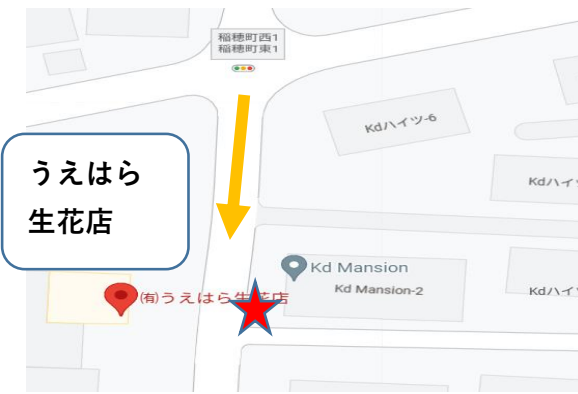 稲穂町西1
稲穂町東1
Kdハイツ-6
うえはら
生花店
Kdハイ
Kd Mansion
Kd Mansion-2
(有)うえはら生花店
Kdハイ